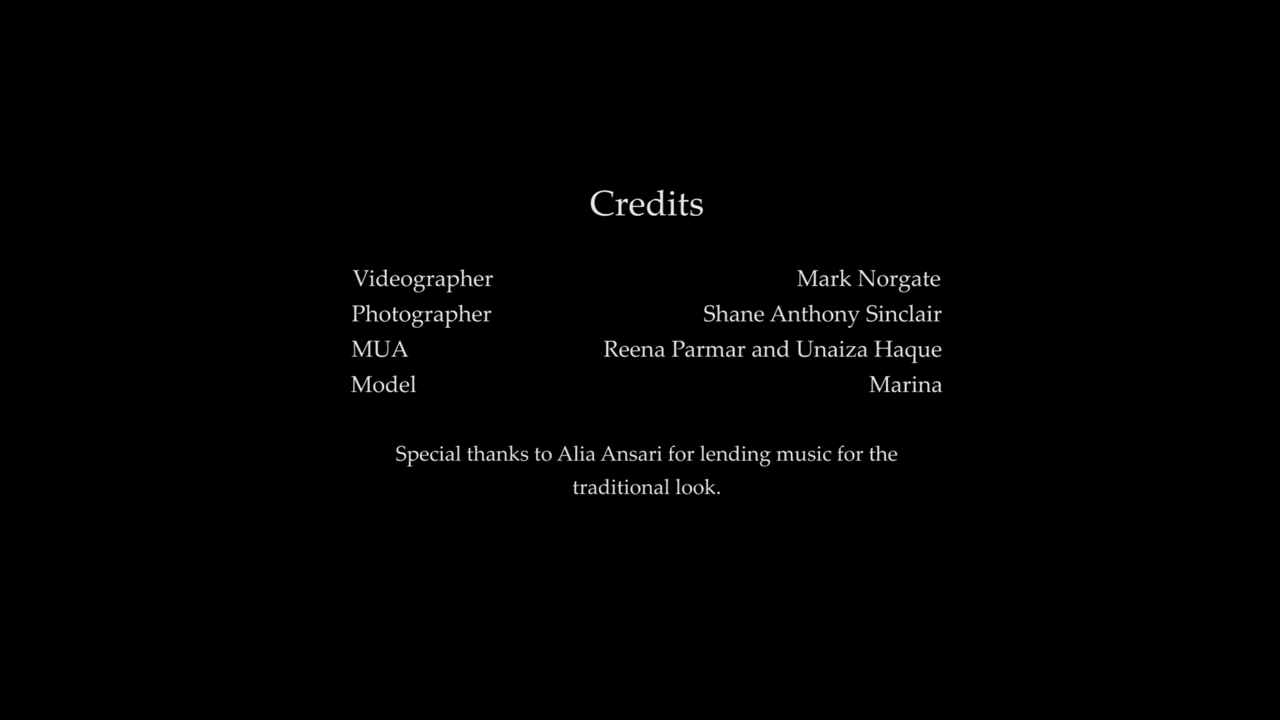 Credits
Videographer Mark Norgate
Photographer Shane Anthony Sinclair
MUA Reena Parmar and Unaiza Haque
Model Marina
Special thanks to Alia Ansari for lending music for the
traditional look.